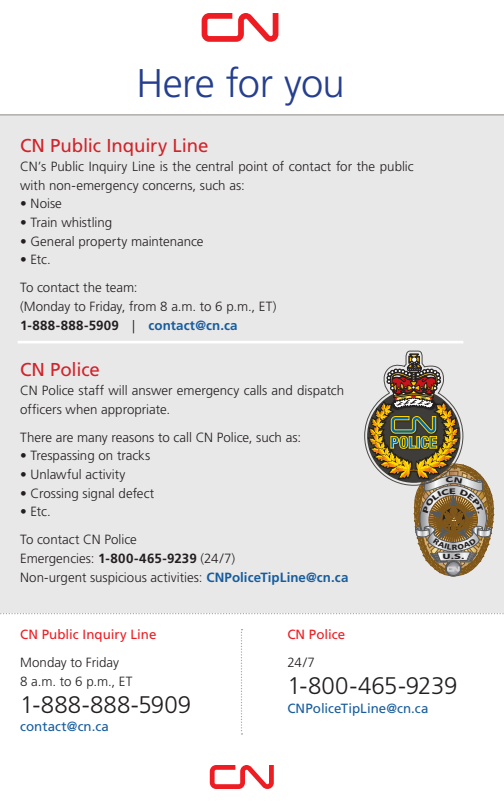 CN
Here for you
CN Public Inquiry Line
CN's Public Inquiry Line is the central point of contact for the public
with non-emergency concerns, such as:
• Noise
• Train whistling
• General property maintenance
• Etc.
To contact the team:
(Monday to Friday, from 8 a.m. to 6 p.m., ET)
1-888-888-5909 | contact@cn.ca
CN Police
CN Police staff will answer emergency calls and dispatch
officers when appropriate.
There are many reasons to call CN Police, such as:
• Trespassing on tracks
• Unlawful activity
• Crossing signal defect
• Etc.
To contact CN Police
Emergencies: 1-800-465-9239 (24/7)
Non-urgent suspicious activities: CNPoliceTipLine@cn.ca
CN
POLICE
CN
POLICE DEPT.
RAILROAD
U.S.
CN
CN Public Inquiry Line
Monday to Friday
8 a.m. to 6 p.m., ET
1-888-888-5909
contact@cn.ca
CN Police
24/7
1-800-465-9239
CNPoliceTipLine@cn.ca
CN